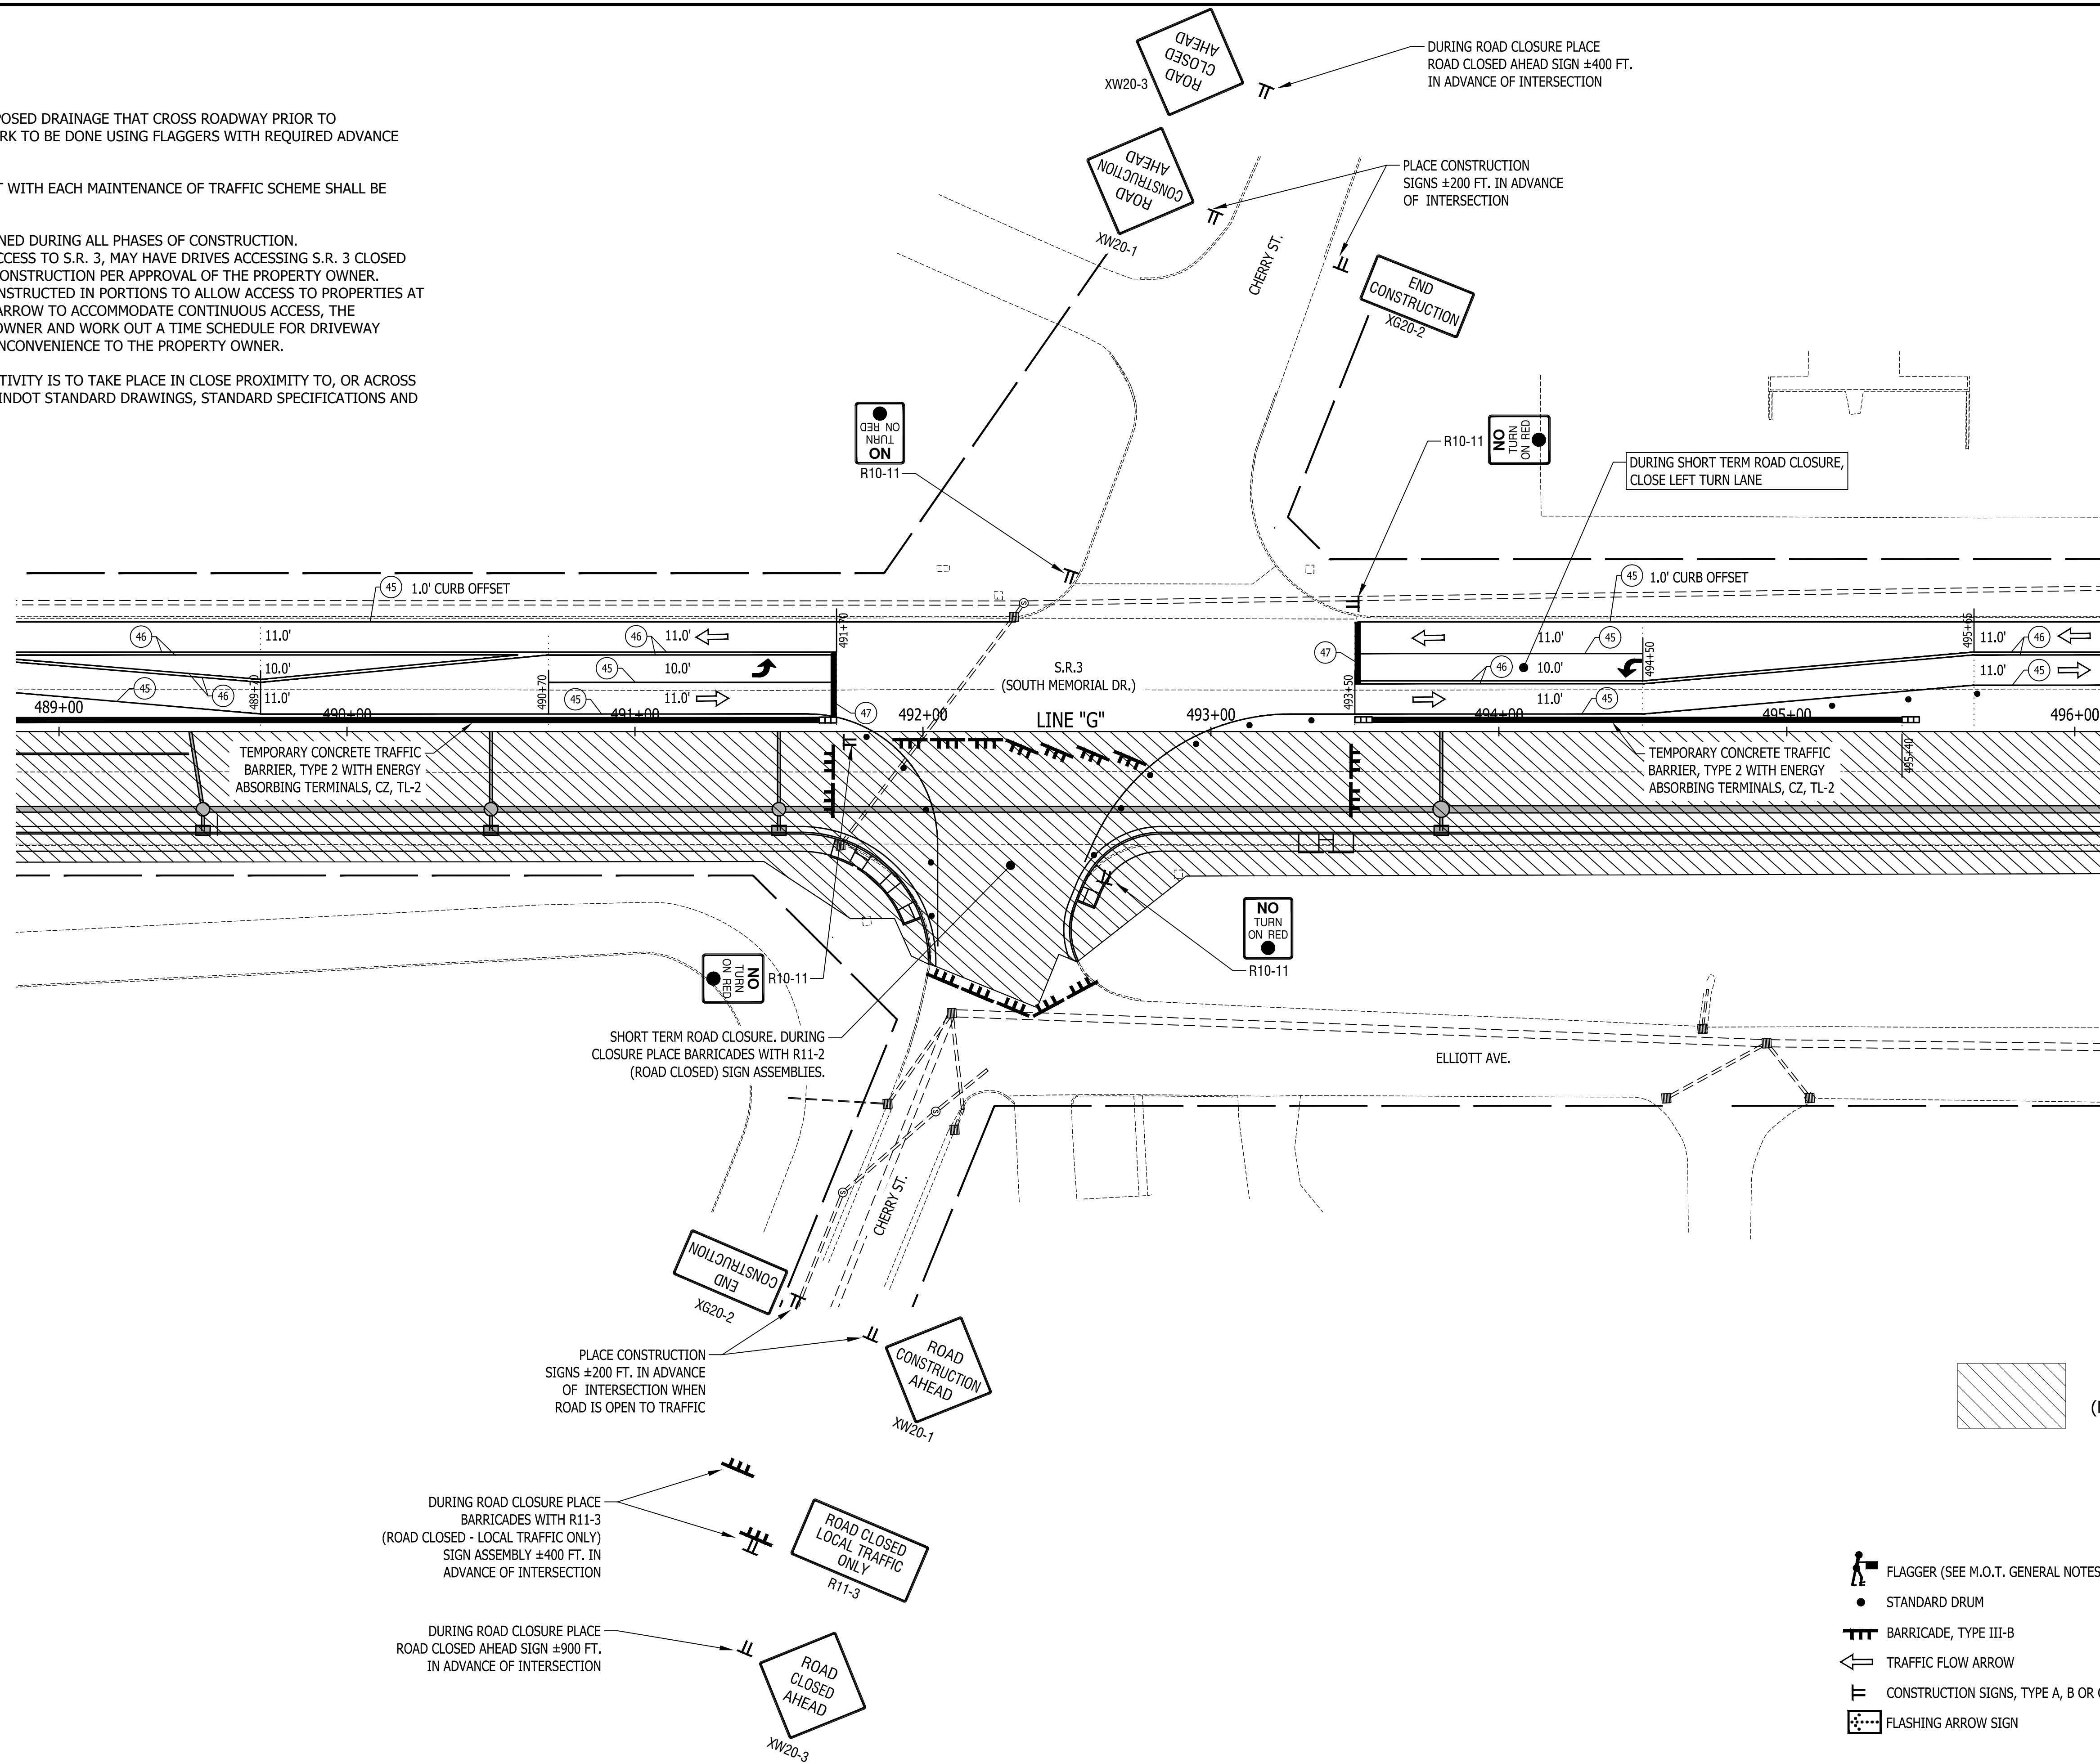 POSED DRAINAGE THAT CROSS ROADWAY PRIOR TO
RK TO BE DONE USING FLAGGERS WITH REQUIRED ADVANCE
T WITH EACH MAINTENANCE OF TRAFFIC SCHEME SHALL BE
NED DURING ALL PHASES OF CONSTRUCTION.
CCESS TO S.R. 3, MAY HAVE DRIVES ACCESSING S.R. 3 CLOSED
CONSTRUCTION PER APPROVAL OF THE PROPERTY OWNER.
NSTRUCTED IN PORTIONS TO ALLOW ACCESS TO PROPERTIES AT
ARROW TO ACCOMMODATE CONTINUOUS ACCESS, THE
OWNER AND WORK OUT A TIME SCHEDULE FOR DRIVEWAY
NCONVENIENCE TO THE PROPERTY OWNER.
TIVITY IS TO TAKE PLACE IN CLOSE PROXIMITY TO, OR ACROSS
INDOT STANDARD DRAWINGS, STANDARD SPECIFICATIONS AND
ROAD
CLOSED
AHEAD
XW20-3
DURING ROAD CLOSURE PLACE
ROAD CLOSED AHEAD SIGN ±400 FT.
IN ADVANCE OF INTERSECTION
ROAD
CONSTRUCTION
AHEAD
XW20-1
PLACE CONSTRUCTION
SIGNS ±200 FT. IN ADVANCE
OF INTERSECTION
CHERRY ST.
END
CONSTRUCTION
XG20-2
NO
TURN
ON RED
R10-11
R10-11
NO
TURN
ON RED
DURING SHORT TERM ROAD CLOSURE,
CLOSE LEFT TURN LANE
45 1.0' CURB OFFSET
45 1.0' CURB OFFSET
46 11.0' 46 11.0' 491+70
10.0' 45 10.0'
45 46 489+70 11.0' 490+70 45 11.0' 47
S.R.3
(SOUTH MEMORIAL DR.)
47 11.0' 45 494+50 495+65 11.0' 46
46 10.0' 11.0' 45
493+50 11.0' 45
489+00 490+00 491+00 492+00 LINE "G" 493+00 494+00 495+00 496+00
495+40
TEMPORARY CONCRETE TRAFFIC
BARRIER, TYPE 2 WITH ENERGY
ABSORBING TERMINALS, CZ, TL-2
TEMPORARY CONCRETE TRAFFIC
BARRIER, TYPE 2 WITH ENERGY
ABSORBING TERMINALS, CZ, TL-2
NO
TURN
ON RED
R10-11
NO
TURN
ON RED
R10-11
SHORT TERM ROAD CLOSURE. DURING
CLOSURE PLACE BARRICADES WITH R11-2
(ROAD CLOSED) SIGN ASSEMBLIES.
ELLIOTT AVE.
S
S
S
CHERRY ST.
END
CONSTRUCTION
XG20-2
PLACE CONSTRUCTION
SIGNS ±200 FT. IN ADVANCE
OF INTERSECTION WHEN
ROAD IS OPEN TO TRAFFIC
ROAD
CONSTRUCTION
AHEAD
XW20-1
DURING ROAD CLOSURE PLACE
BARRICADES WITH R11-3
(ROAD CLOSED - LOCAL TRAFFIC ONLY)
SIGN ASSEMBLY ±400 FT. IN
ADVANCE OF INTERSECTION
ROAD CLOSED
LOCAL TRAFFIC
ONLY
R11-3
DURING ROAD CLOSURE PLACE
ROAD CLOSED AHEAD SIGN ±900 FT.
IN ADVANCE OF INTERSECTION
ROAD
CLOSED
AHEAD
XW20-3
FLAGGER (SEE M.O.T. GENERAL NOTES
STANDARD DRUM
BARRICADE, TYPE III-B
TRAFFIC FLOW ARROW
CONSTRUCTION SIGNS, TYPE A, B OR
FLASHING ARROW SIGN